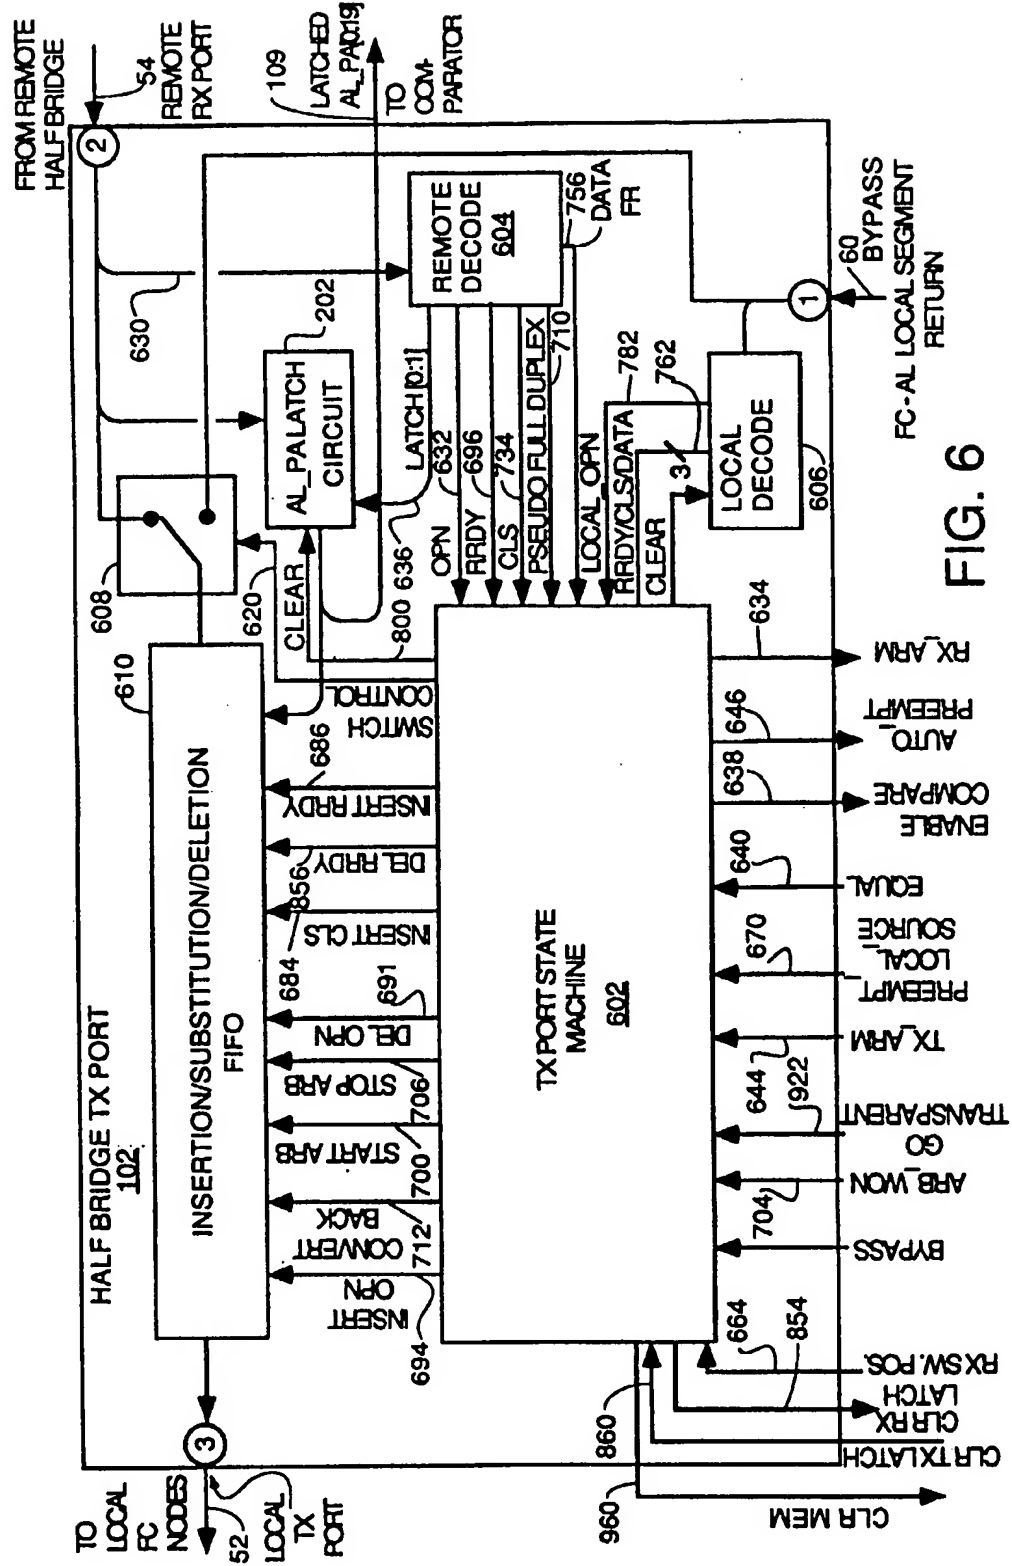 FROM REMOTE
HALF BRIDGE
54
REMOTE
RX PORT
109
LATCHED
AL_PA[0:19]
TO
COM-
PARATOR
2
630
608
620
202
AL_PA LATCH
CIRCUIT
CLEAR
LATCH [0:1]
636
800
REMOTE
DECODE
604
756
DATA
FR
OPN
632
RRDY
696
CLS
734
PSEUDO FULL DUPLEX
710
LOCAL_OPN
RRDY/CLS/DATA
782
762
3
CLEAR
LOCAL
DECODE
606
1
60
BYPASS
FC-AL LOCAL SEGMENT
RETURN
HALF BRIDGE TX PORT
102
610
INSERTION/SUBSTITUTION/DELETION
FIFO
3
TO
LOCAL
FC
NODES
52
LOCAL
TX
PORT
INSERT
OPN
694
CONVERT
BACK
712
START ARB
700
STOP ARB
706
DEL OPN
691
INSERT CLS
684
DEL RRDY
856
INSERT RRDY
686
SWITCH
CONTROL
TX PORT STATE
MACHINE
602
RX_ARM
634
AUTO_
PREEMPT
646
COMPARE
ENABLE
638
EQUAL
640
PREEMPT_
LOCAL_
SOURCE
670
TX_ARM
644
TRANSPARENT
GO
922
ARB_WON
704
BYPASS
RX SW. POS.
664
CLR RX
LATCH
854
CLR TX LATCH
860
CLR MEM
960
FIG. 6